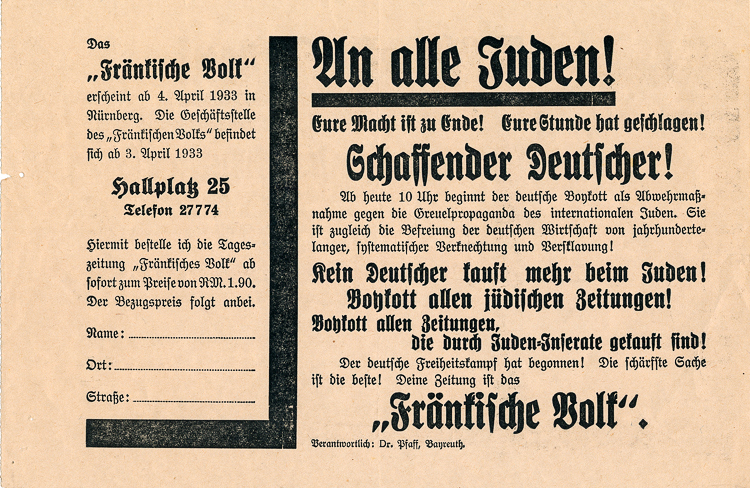 Das
„Fränkische Volk“
erscheint ab 4. April 1933 in
Nürnberg. Die Geschäftsstelle
des „Fränkischen Volks“ befindet
sich ab 3. April 1933
Hallplatz 25
Telefon 27774
Hiermit bestelle ich die Tages-
zeitung „Fränkisches Volk“ ab
sofort zum Preise von RM. 1.90.
Der Bezugspreis folgt anbei.
Name:
Ort:
Straße:
An alle Juden!
Eure Macht ist zu Ende! Eure Stunde hat geschlagen!
Schaffender Deutscher!
Ab heute 10 Uhr beginnt der deutsche Boykott als Abwehrmaß-
nahme gegen die Greuelpropaganda des internationalen Juden. Sie
ist zugleich die Befreiung der deutschen Wirtschaft von jahrhunderte-
langer, systematischer Verknechtung und Versklavung!
Kein Deutscher kauft mehr beim Juden!
Boykott allen jüdischen Zeitungen!
Boykott allen Zeitungen,
die durch Juden-Inserate gekauft sind!
Der deutsche Freiheitskampf hat begonnen! Die schärfste Sache
ist die beste! Deine Zeitung ist das
„Fränkische Volk“.
Verantwortlich: Dr. Pfaff, Bayreuth.